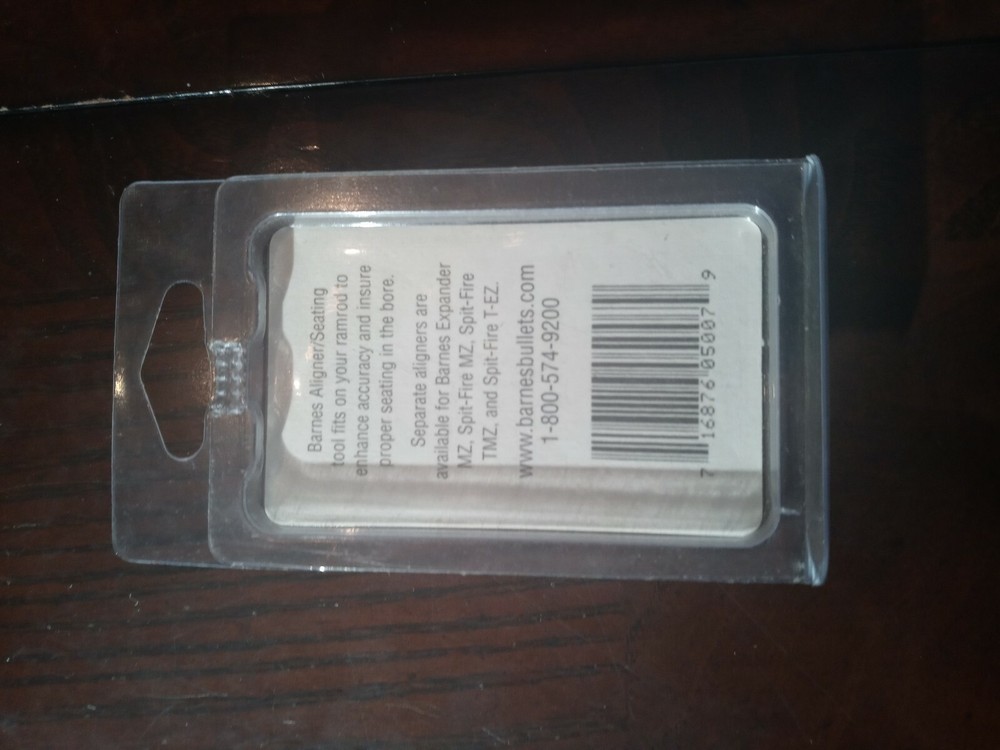 Barnes Aligner/Seating
tool fits on your ramrod to
enhance accuracy and insure
proper seating in the bore.
Separate aligners are
available for Barnes Expander
MZ, Spit-Fire MZ, Spit-Fire
TMZ, and Spit-Fire T-EZ.
www.barnesbullets.com
1-800-574-9200
7 16876 05007 9